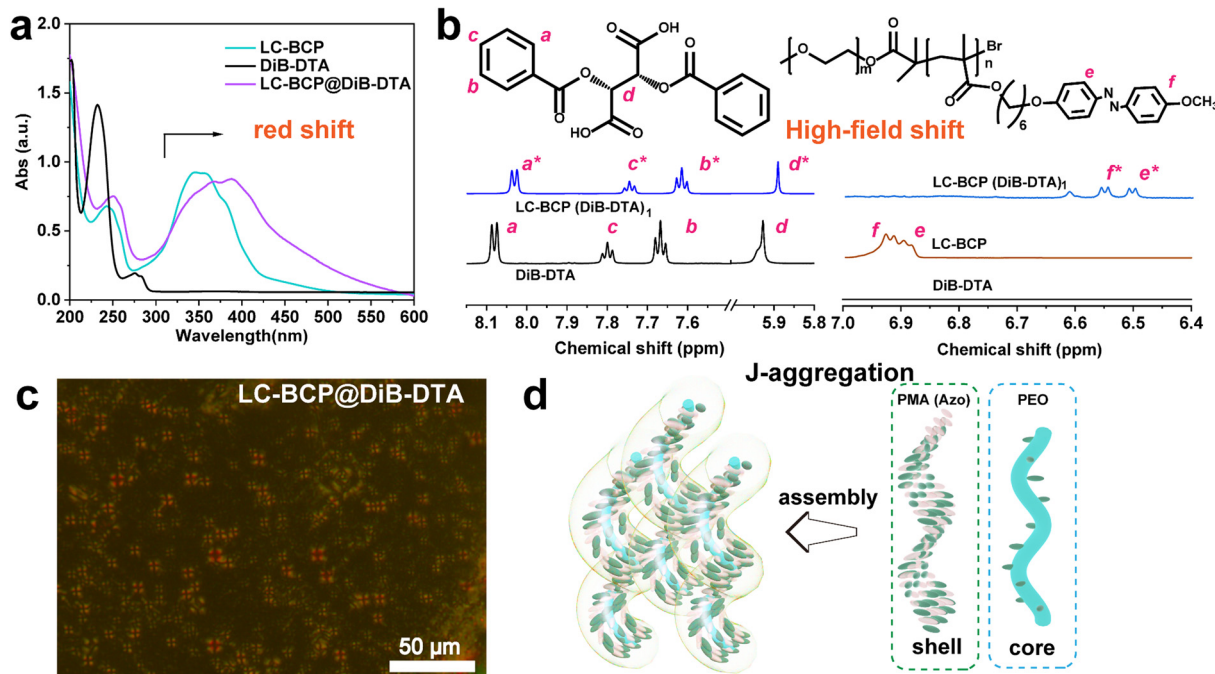 a
2.0
1.5
1.0
0.5
0.0
Abs (a.u.)
LC-BCP
DiB-DTA
LC-BCP@DiB-DTA
red shift
200 250 300 350 400 450 500 550 600
Wavelength(nm)
b
c a b
O O OH O
d
O O
HO O
O m O O n Br
O O
6 O e N N f OCH3
High-field shift
a* c* b* d*
LC-BCP (DiB-DTA)1
a c b d
DiB-DTA
8.1 8.0 7.9 7.8 7.7 7.6 5.9 5.8
Chemical shift (ppm)
f* e*
LC-BCP (DiB-DTA)1
f e
LC-BCP
DiB-DTA
7.0 6.9 6.8 6.7 6.6 6.5 6.4
Chemical shift (ppm)
c
LC-BCP@DiB-DTA
50 μm
d
J-aggregation
assembly
PMA (Azo)
shell
PEO
core